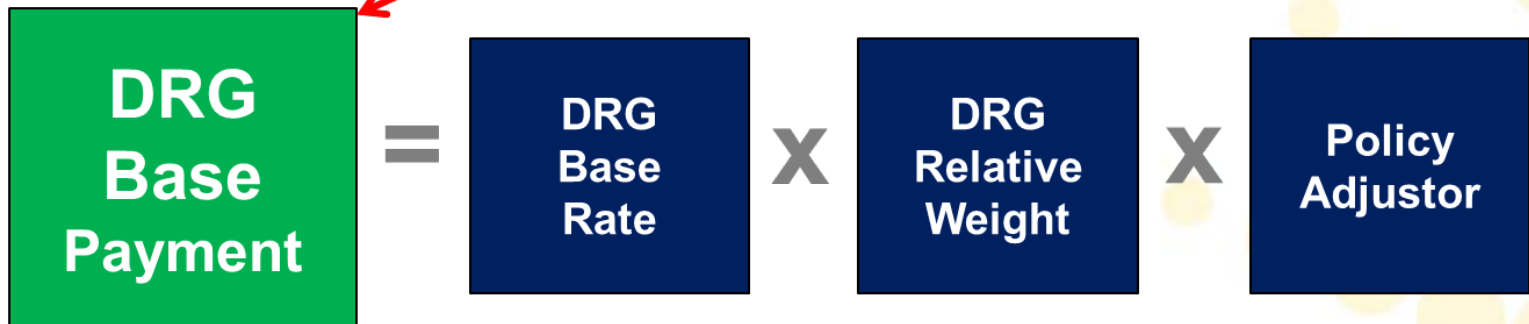 DRG
Base
Payment
=
DRG
Base
Rate
x
DRG
Relative
Weight
x
Policy
Adjustor